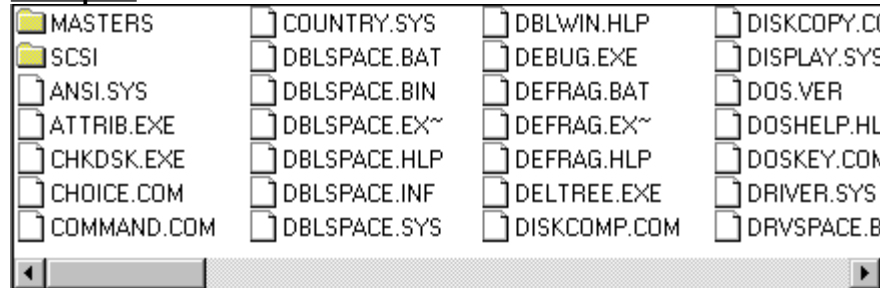 MASTERS
SCSI
ANSI.SYS
ATTRIB.EXE
CHKDSK.EXE
CHOICE.COM
COMMAND.COM
COUNTRY.SYS
DBLSPACE.BAT
DBLSPACE.BIN
DBLSPACE.EX~
DBLSPACE.HLP
DBLSPACE.INF
DBLSPACE.SYS
DBLWIN.HLP
DEBUG.EXE
DEFRAG.BAT
DEFRAG.EX~
DEFRAG.HLP
DELTREE.EXE
DISKCOMP.COM
DISKCOPY.CO
DISPLAY.SYS
DOS.VER
DOSHELP.HL
DOSKEY.COM
DRIVER.SYS
DRVSPACE.B